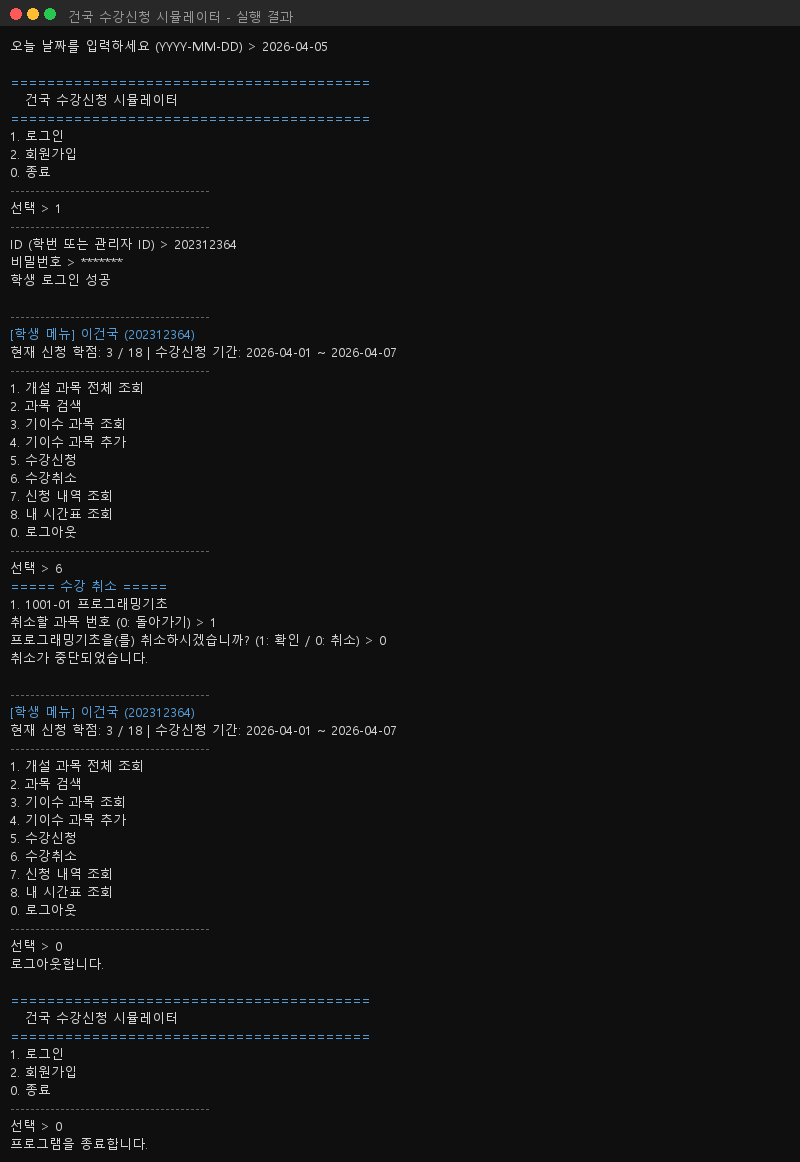 건국 수강신청 시뮬레이터 - 실행 결과
오늘 날짜를 입력하세요 (YYYY-MM-DD) > 2026-04-05
========================================
건국 수강신청 시뮬레이터
========================================
1. 로그인
2. 회원가입
0. 종료
----------------------------------------
선택 > 1
----------------------------------------
ID (학번 또는 관리자 ID) > 202312364
비밀번호 > *******
학생 로그인 성공
----------------------------------------
[학생 메뉴] 이건국 (202312364)
현재 신청 학점: 3 / 18 | 수강신청 기간: 2026-04-01 ~ 2026-04-07
----------------------------------------
1. 개설 과목 전체 조회
2. 과목 검색
3. 기이수 과목 조회
4. 기이수 과목 추가
5. 수강신청
6. 수강취소
7. 신청 내역 조회
8. 내 시간표 조회
0. 로그아웃
----------------------------------------
선택 > 6
===== 수강 취소 =====
1. 1001-01 프로그래밍기초
취소할 과목 번호 (0: 돌아가기) > 1
프로그래밍기초을(를) 취소하시겠습니까? (1: 확인 / 0: 취소) > 0
취소가 중단되었습니다.
----------------------------------------
[학생 메뉴] 이건국 (202312364)
현재 신청 학점: 3 / 18 | 수강신청 기간: 2026-04-01 ~ 2026-04-07
----------------------------------------
1. 개설 과목 전체 조회
2. 과목 검색
3. 기이수 과목 조회
4. 기이수 과목 추가
5. 수강신청
6. 수강취소
7. 신청 내역 조회
8. 내 시간표 조회
0. 로그아웃
----------------------------------------
선택 > 0
로그아웃합니다.
========================================
건국 수강신청 시뮬레이터
========================================
1. 로그인
2. 회원가입
0. 종료
----------------------------------------
선택 > 0
프로그램을 종료합니다.